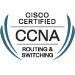 CISCO
CERTIFIED
CCNA
ROUTING &
SWITCHING